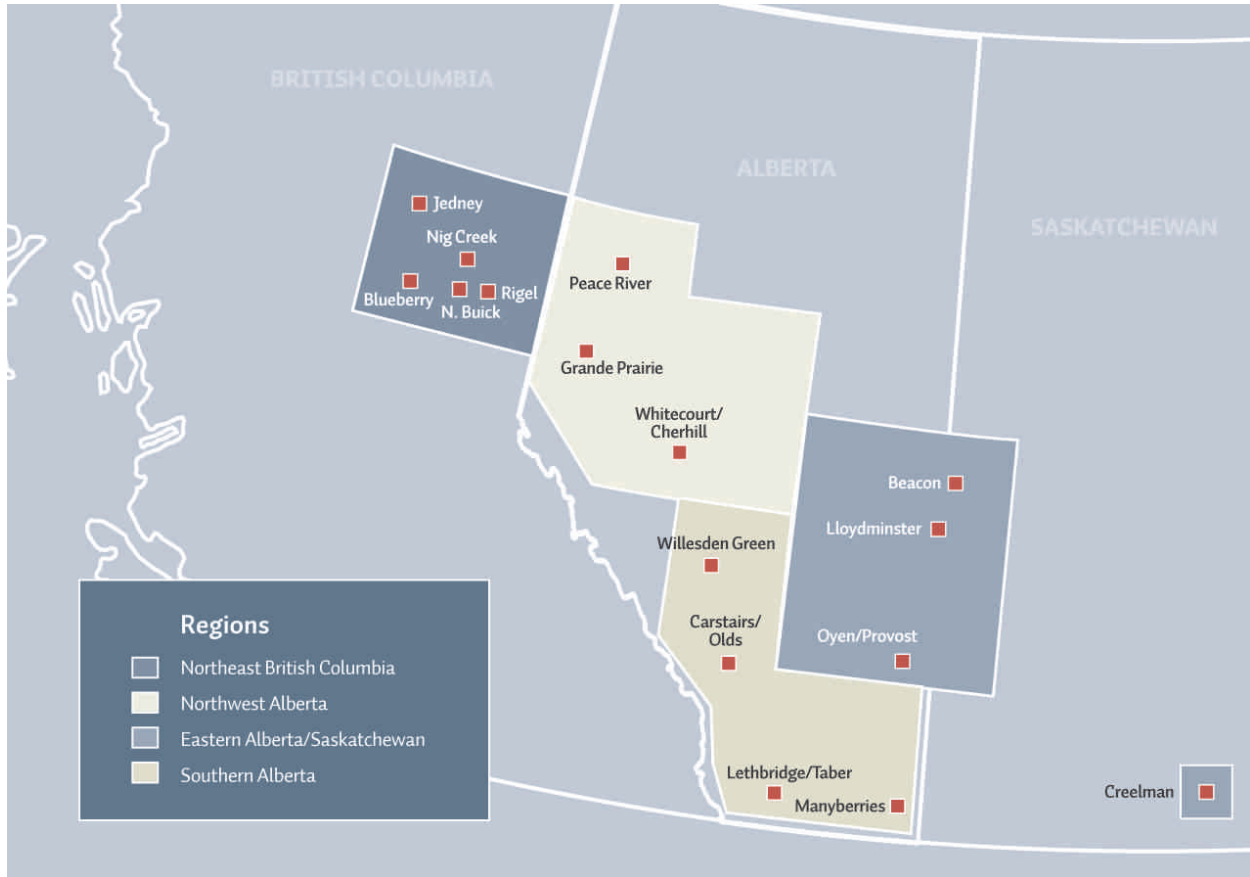 BRITISH COLUMBIA
ALBERTA
SASKATCHEWAN
Jedney
Nig Creek
Blueberry
N. Buick
Rigel
Peace River
Grande Prairie
Whitecourt/
Cherhill
Beacon
Lloydminster
Oyen/Provost
Willesden Green
Carstairs/
Olds
Lethbridge/Taber
Manyberries
Creelman
Regions
Northeast British Columbia
Northwest Alberta
Eastern Alberta/Saskatchewan
Southern Alberta